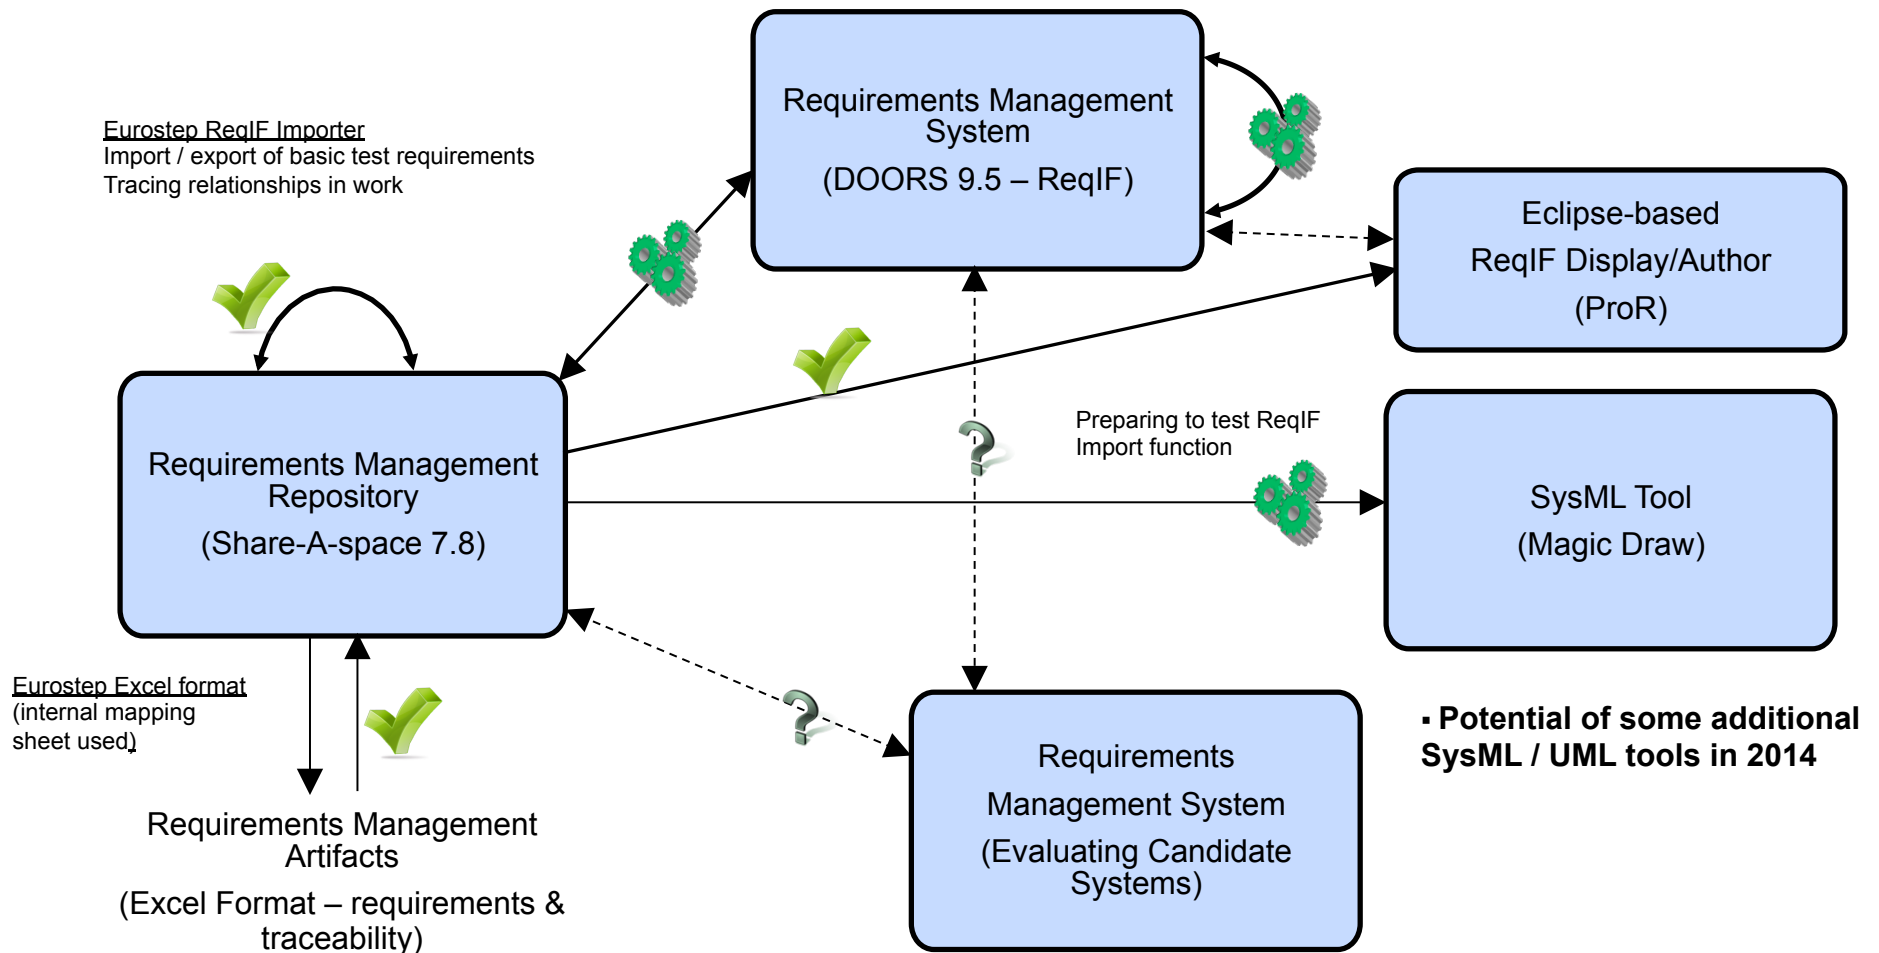 Requirements Management
System
(DOORS 9.5 – ReqIF)
Eurostep ReqIF Importer
Import / export of basic test requirements
Tracing relationships in work
Eclipse-based
ReqIF Display/Author
(ProR)
Preparing to test ReqIF
Import function
Requirements Management
Repository
(Share-A-space 7.8)
SysML Tool
(Magic Draw)
Eurostep Excel format
(internal mapping
sheet used)
▪ Potential of some additional
SysML / UML tools in 2014
Requirements
Management System
(Evaluating Candidate
Systems)
Requirements Management
Artifacts
(Excel Format – requirements &
traceability)